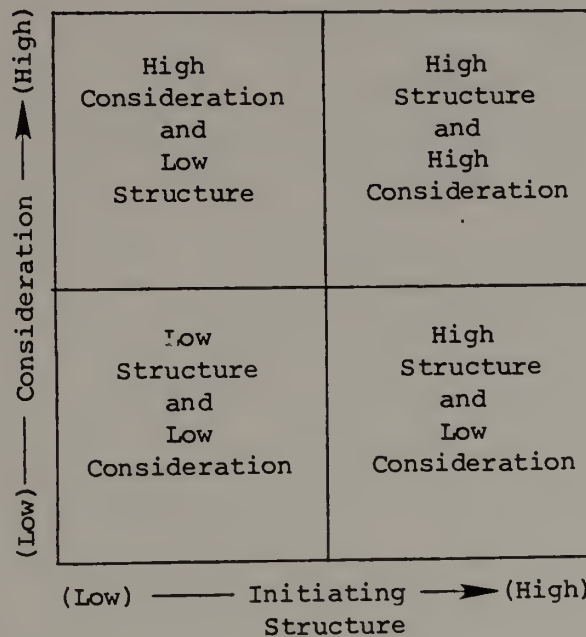 (Low) —— Consideration ——> (High)
High
Consideration
and
Low
Structure
High
Structure
and
High
Consideration
Low
Structure
and
Low
Consideration
High
Structure
and
Low
Consideration
(Low) —— Initiating ——> (High)
Structure